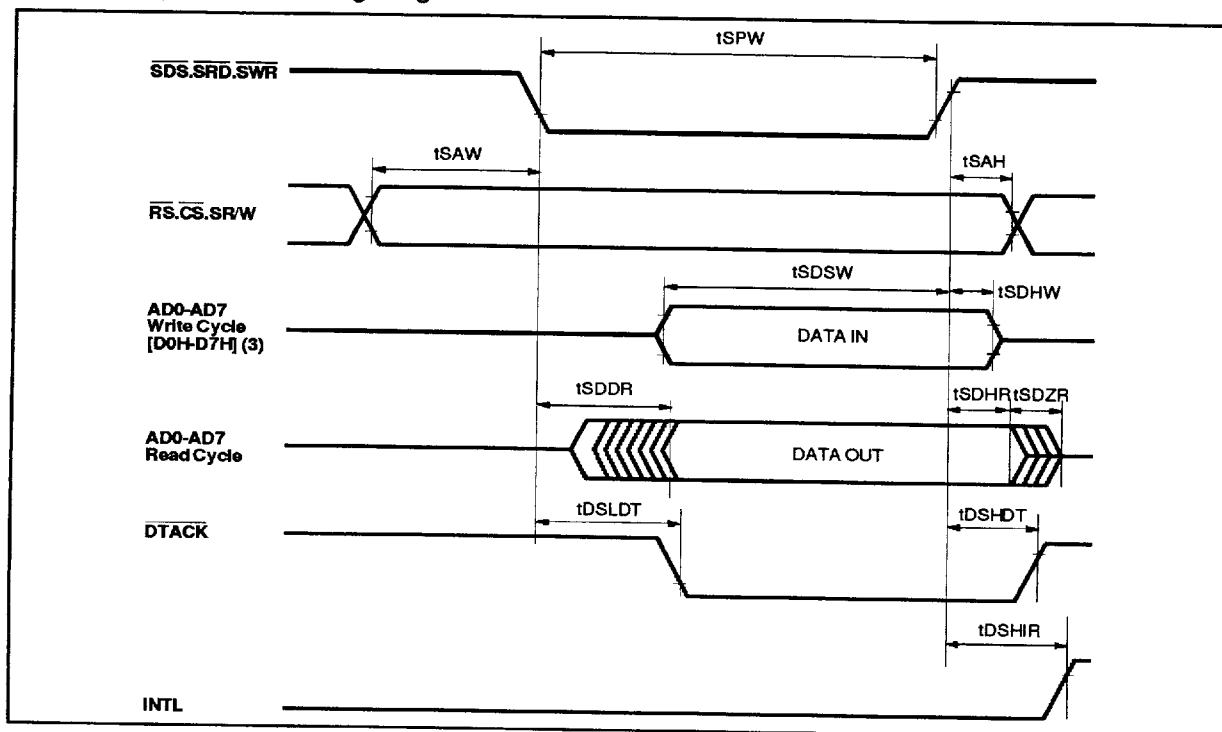 tSPW
SDS.SRD.SWR
tSAW
tSAH
RS.CS.SR/W
tSDSW
tSDHW
AD0-AD7
Write Cycle
[D0H-D7H] (3)
DATA IN
tSDDR
tSDHR
tSDZR
AD0-AD7
Read Cycle
DATA OUT
tDSLDT
tDSHDT
DTACK
tDSHIR
INTL